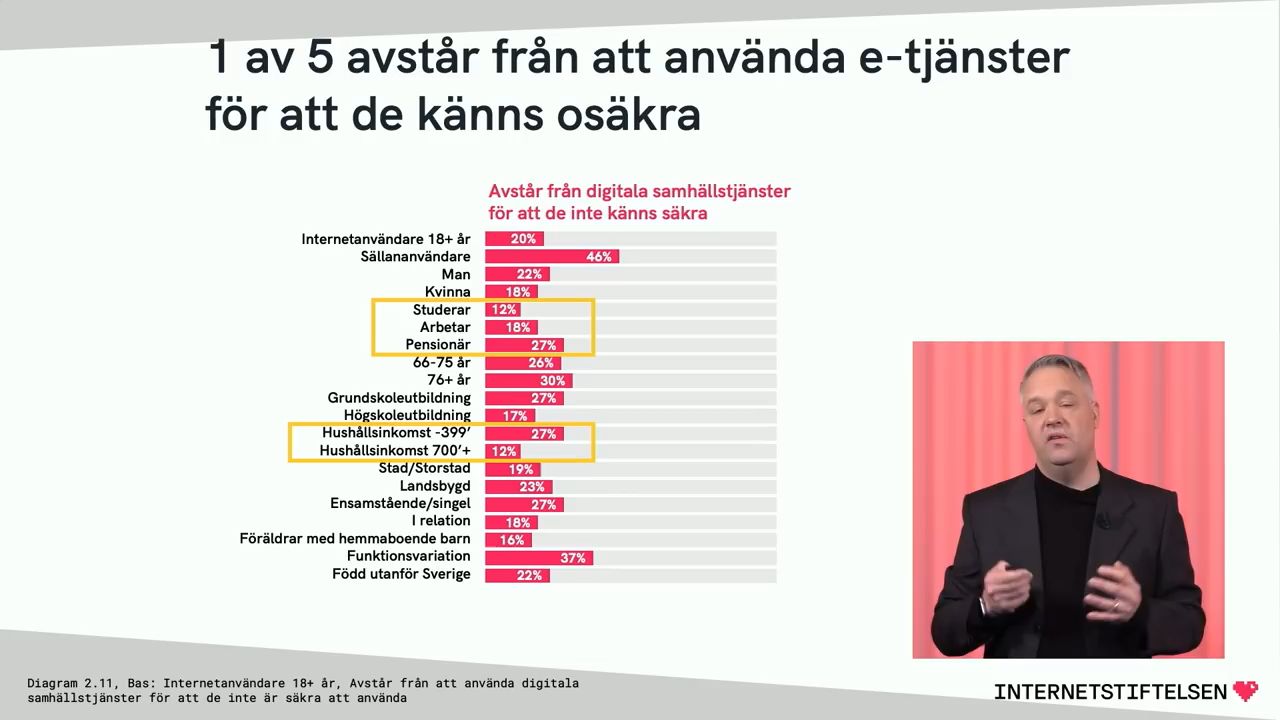 1 av 5 avstår från att använda e-tjänster
för att de känns osäkra
Avstår från digitala samhällstjänster
för att de inte känns säkra
Internetanvändare 18+ år 20%
Sällananvändare 46%
Man 22%
Kvinna 18%
Studerar 12%
Arbetar 18%
Pensionär 27%
66-75 år 26%
76+ år 30%
Grundskoleutbildning 27%
Högskoleutbildning 17%
Hushållsinkomst -399’ 27%
Hushållsinkomst 700’+ 12%
Stad/Storstad 19%
Landsbygd 23%
Ensamstående/singel 27%
I relation 18%
Föräldrar med hemmaboende barn 16%
Funktionsvariation 37%
Född utanför Sverige 22%
Diagram 2.11, Bas: Internetanvändare 18+ år, Avstår från att använda digitala
samhällstjänster för att de inte är säkra att använda
INTERNETSTIFTELSEN